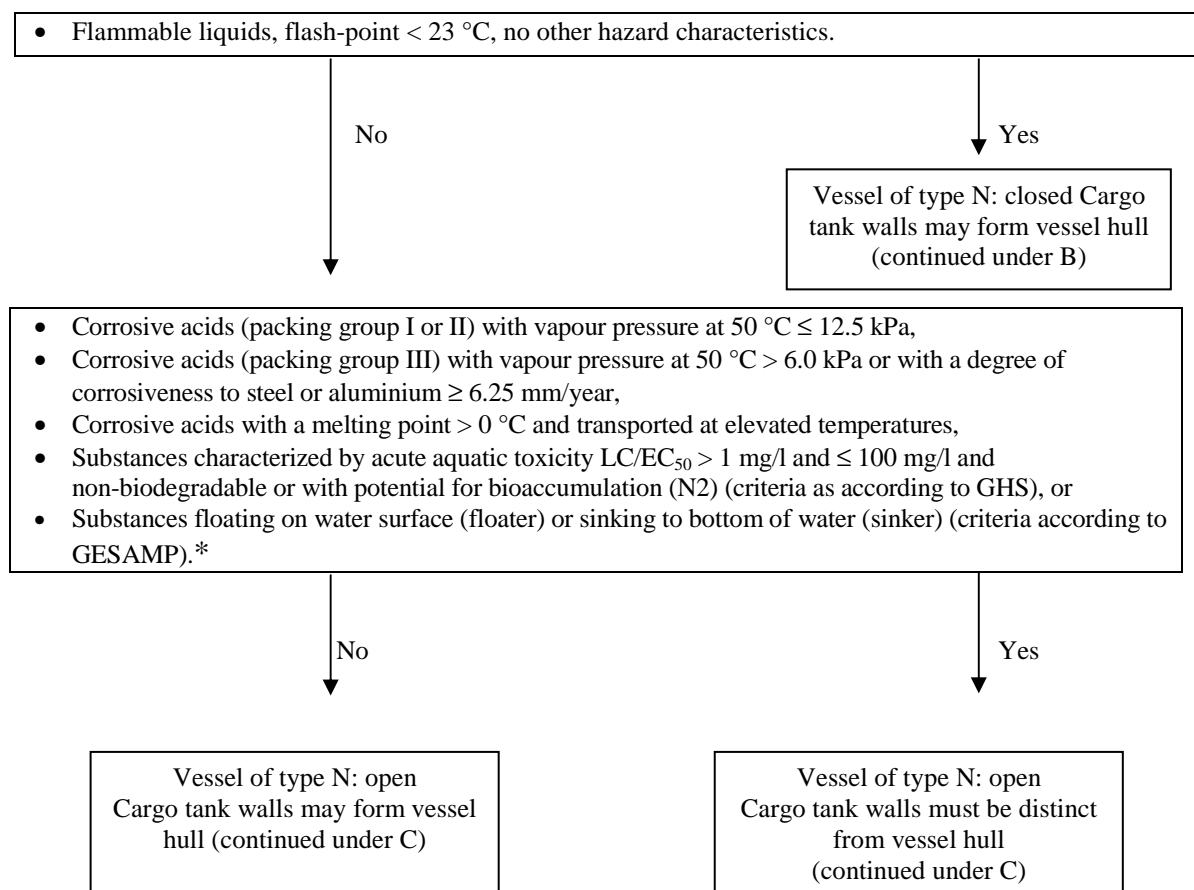 • Flammable liquids, flash-point < 23 °C, no other hazard characteristics.
No
Yes
Vessel of type N: closed Cargo
tank walls may form vessel hull
(continued under B)
• Corrosive acids (packing group I or II) with vapour pressure at 50 °C ≤ 12.5 kPa,
• Corrosive acids (packing group III) with vapour pressure at 50 °C > 6.0 kPa or with a degree of
corrosiveness to steel or aluminium ≥ 6.25 mm/year,
• Corrosive acids with a melting point > 0 °C and transported at elevated temperatures,
• Substances characterized by acute aquatic toxicity LC/EC₅₀ > 1 mg/l and ≤ 100 mg/l and
non-biodegradable or with potential for bioaccumulation (N2) (criteria as according to GHS), or
• Substances floating on water surface (floater) or sinking to bottom of water (sinker) (criteria according to
GESAMP).*
No
Yes
Vessel of type N: open
Cargo tank walls may form vessel
hull (continued under C)
Vessel of type N: open
Cargo tank walls must be distinct
from vessel hull
(continued under C)